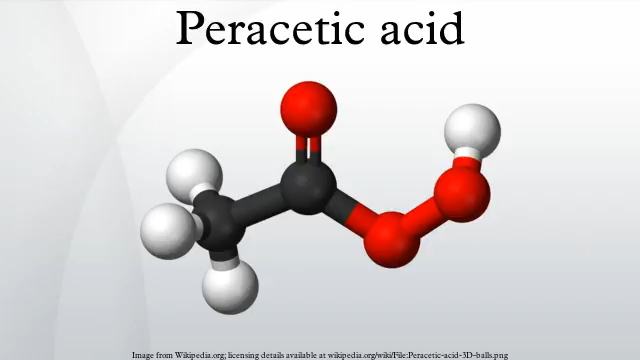 Peracetic acid
Image from Wikipedia.org; licensing details available at wikipedia.org/wiki/File:Peracetic-acid-3D-balls.png